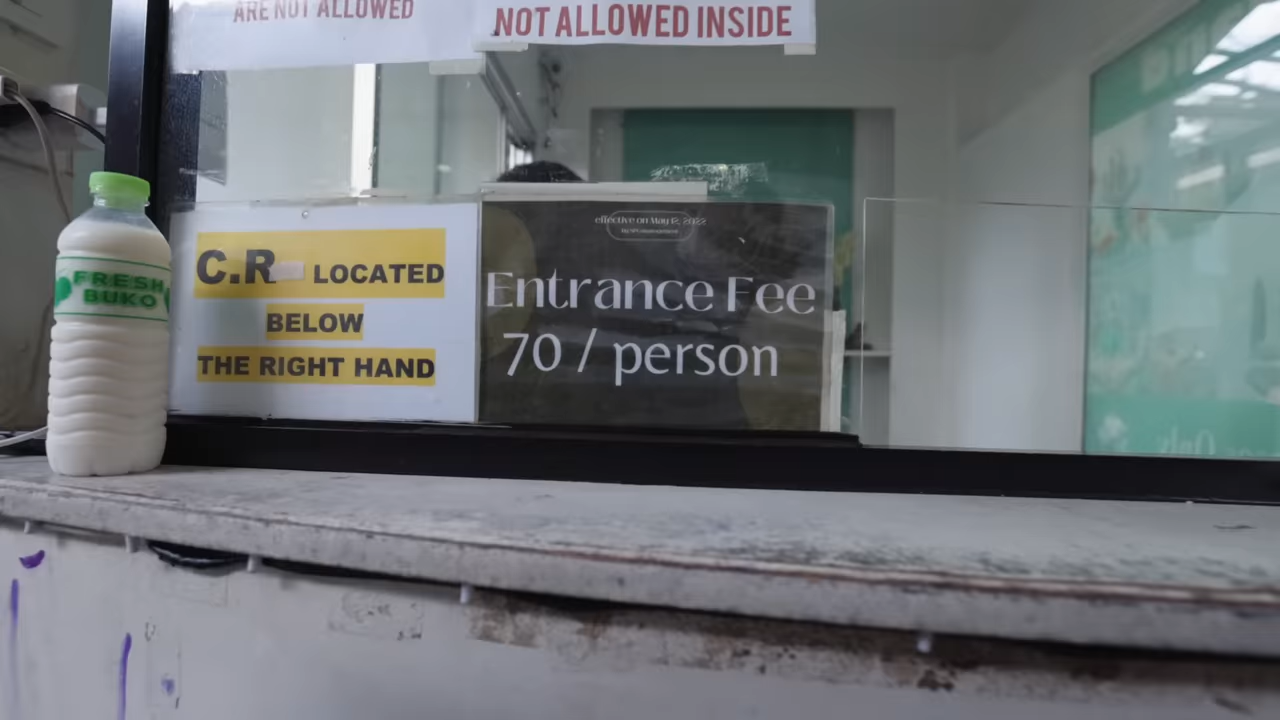 ARE NOT ALLOWED
NOT ALLOWED INSIDE
effective on May 12, 2022
Entrance Fee
70 / person
C.R LOCATED
BELOW
THE RIGHT HAND
FRESH
BUKO
Only